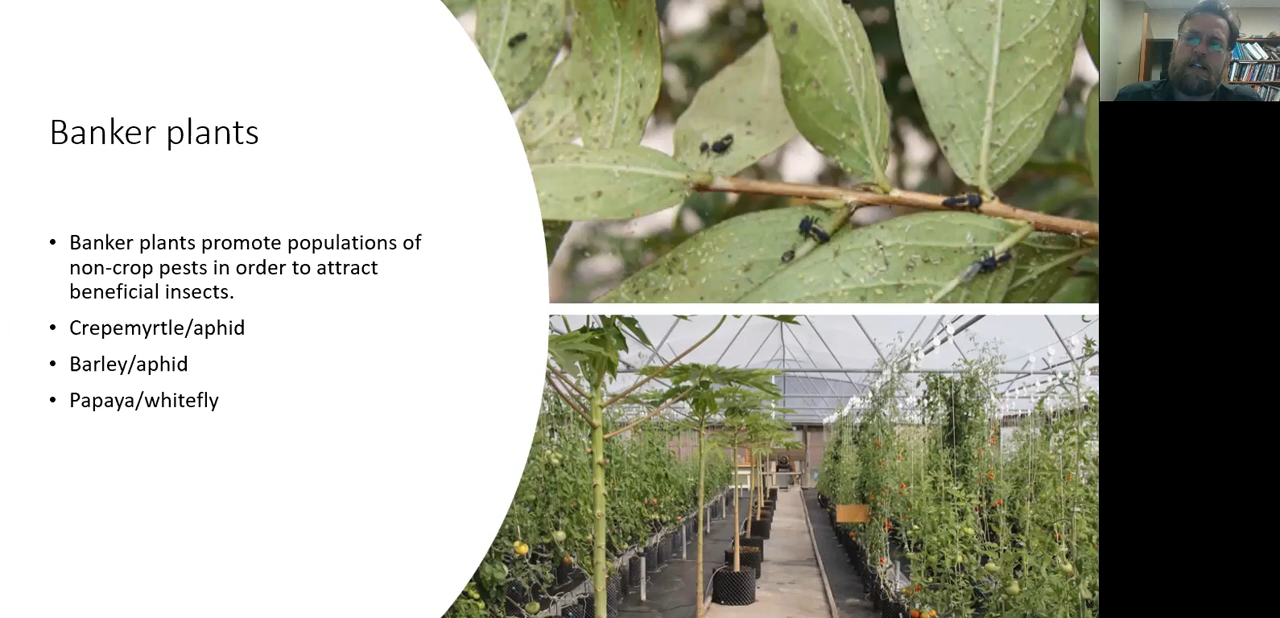 Banker plants
• Banker plants promote populations of
non-crop pests in order to attract
beneficial insects.
• Crepemyrtle/aphid
• Barley/aphid
• Papaya/whitefly